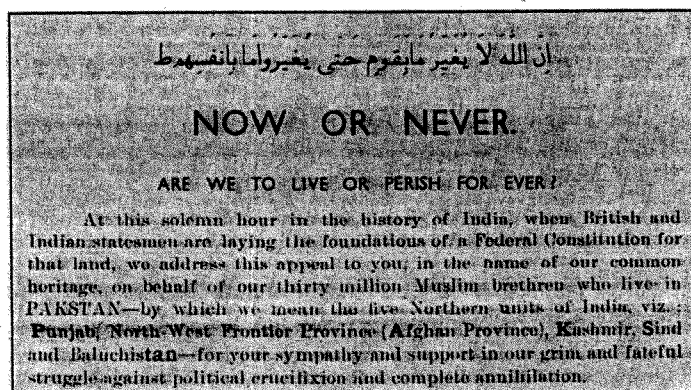 ان الله لا يغير مابقوم حتى يغيروا ما بانفسهم ط
NOW OR NEVER.
ARE WE TO LIVE OR PERISH FOR EVER?
At this solemn hour in the history of India, when British and
Indian statesmen are laying the foundations of a Federal Constitution for
that land, we address this appeal to you, in the name of our common
heritage, on behalf of our thirty million Muslim brethren who live in
PAKSTAN—by which we mean the five Northern units of India, viz. :
Punjab, North-West Frontier Province (Afghan Province), Kashmir, Sind
and Baluchistan—for your sympathy and support in our grim and fateful
struggle against political crucifixion and complete annihilation.